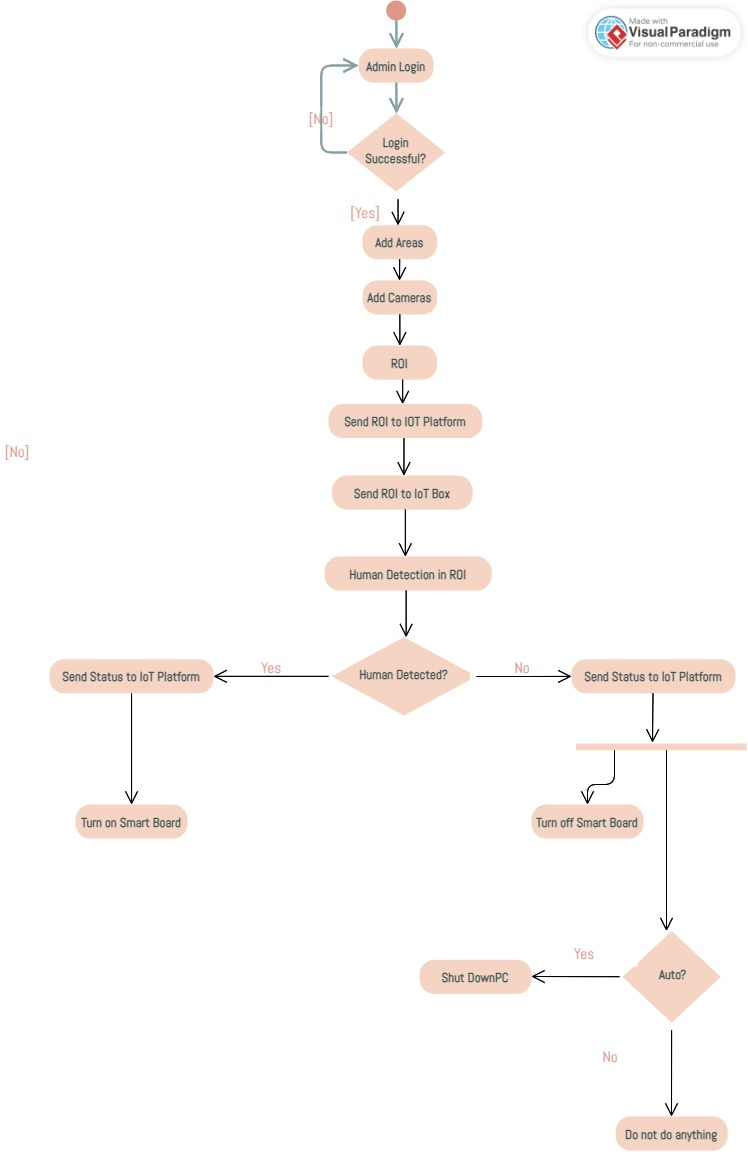 Made with
Visual Paradigm
For non-commercial use
Admin Login
[No]
Login
Successful?
[Yes]
Add Areas
Add Cameras
ROI
Send ROI to IOT Platform
[No]
Send ROI to IoT Box
Human Detection in ROI
Send Status to IoT Platform
Yes
Human Detected?
No
Send Status to IoT Platform
Turn on Smart Board
Turn off Smart Board
Yes
Shut DownPC
Auto?
No
Do not do anything